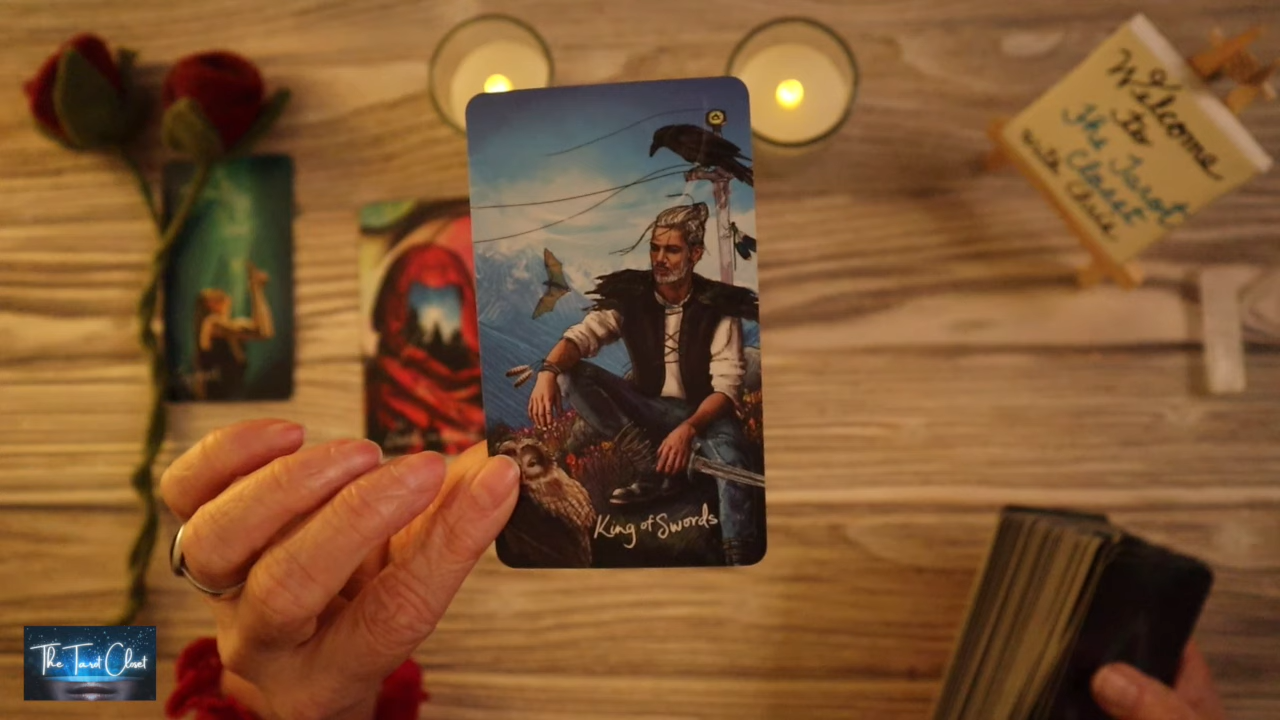 Welcome
to
The Tarot
Closet
with Chris
King of Swords
The Tarot Closet